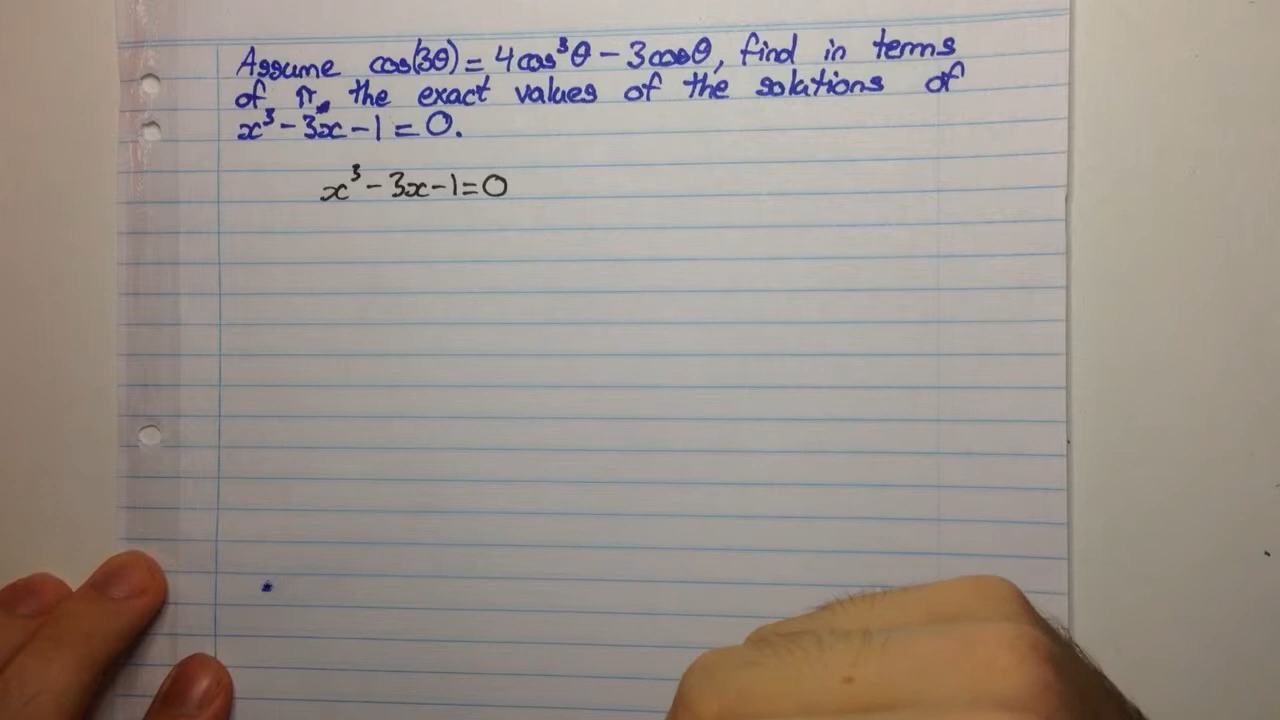 Assume cos(3θ) = 4cos³θ - 3cosθ, find in terms
of π, the exact values of the solutions of
x³ - 3x - 1 = 0.
x³ - 3x - 1 = 0